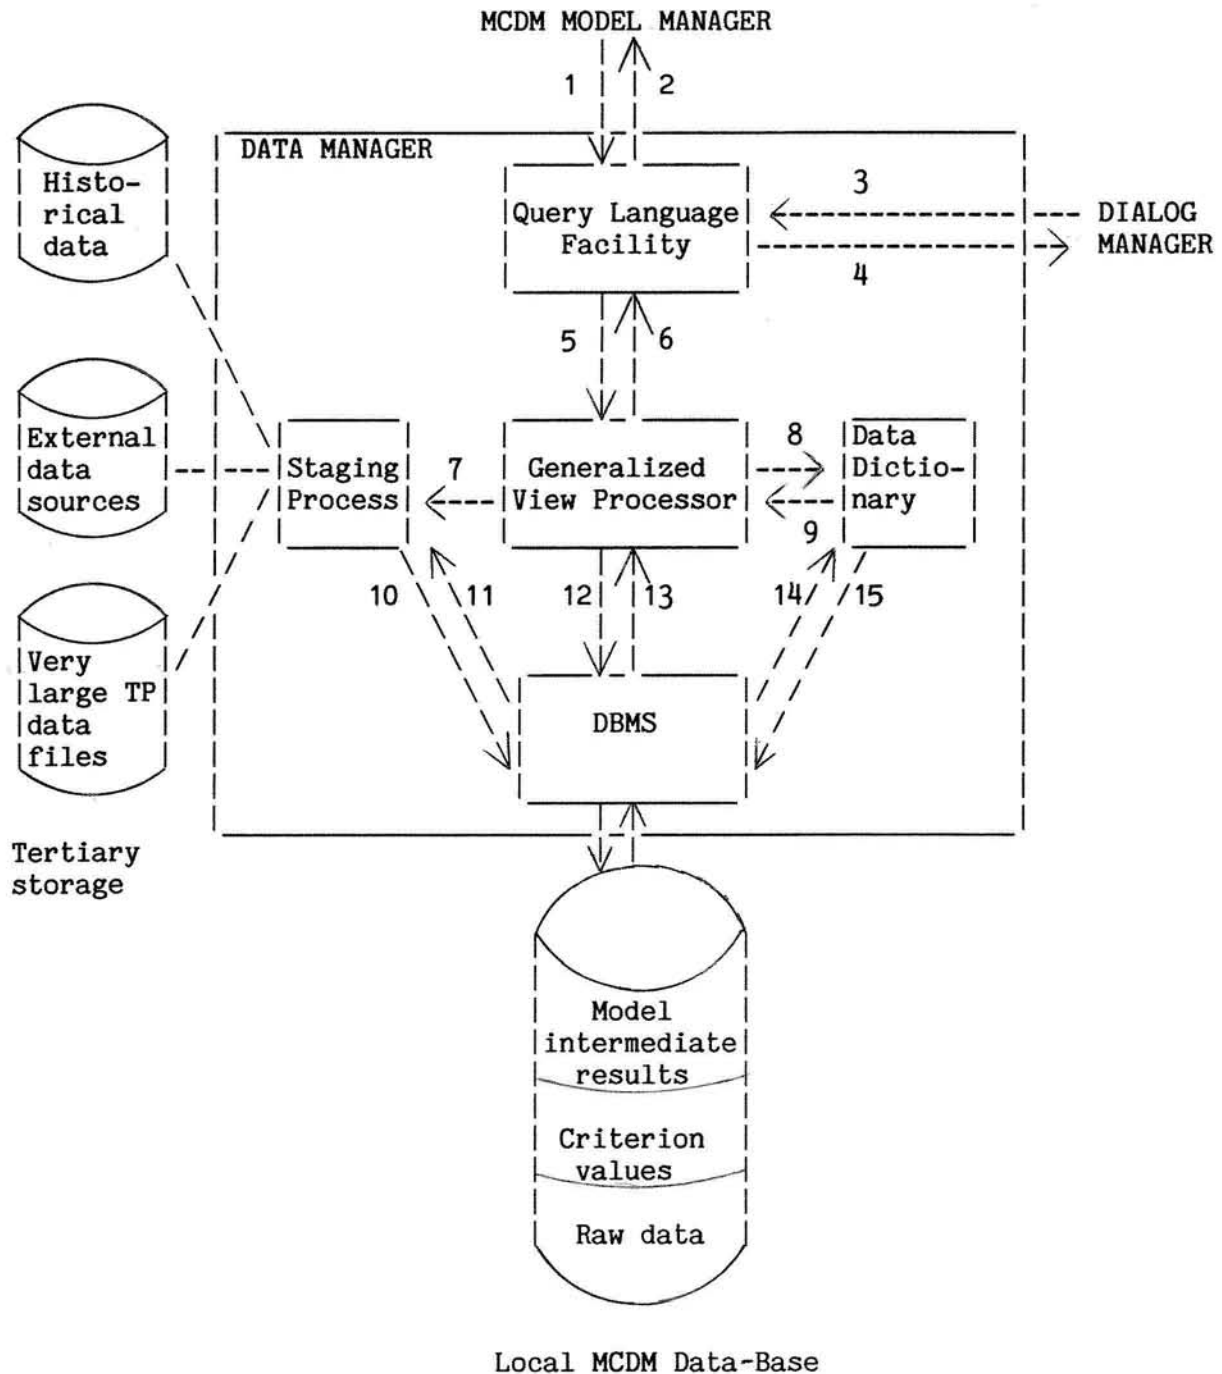 MCDM MODEL MANAGER
1
2
DATA MANAGER
Histo-
rical
data
Query Language
Facility
3
DIALOG
MANAGER
4
5
6
External
data
sources
Staging
Process
7
Generalized
View Processor
8
9
Data
Dictio-
nary
10
11
12
13
14
15
Very
large TP
data
files
DBMS
Tertiary
storage
Model
intermediate
results
Criterion
values
Raw data
Local MCDM Data-Base